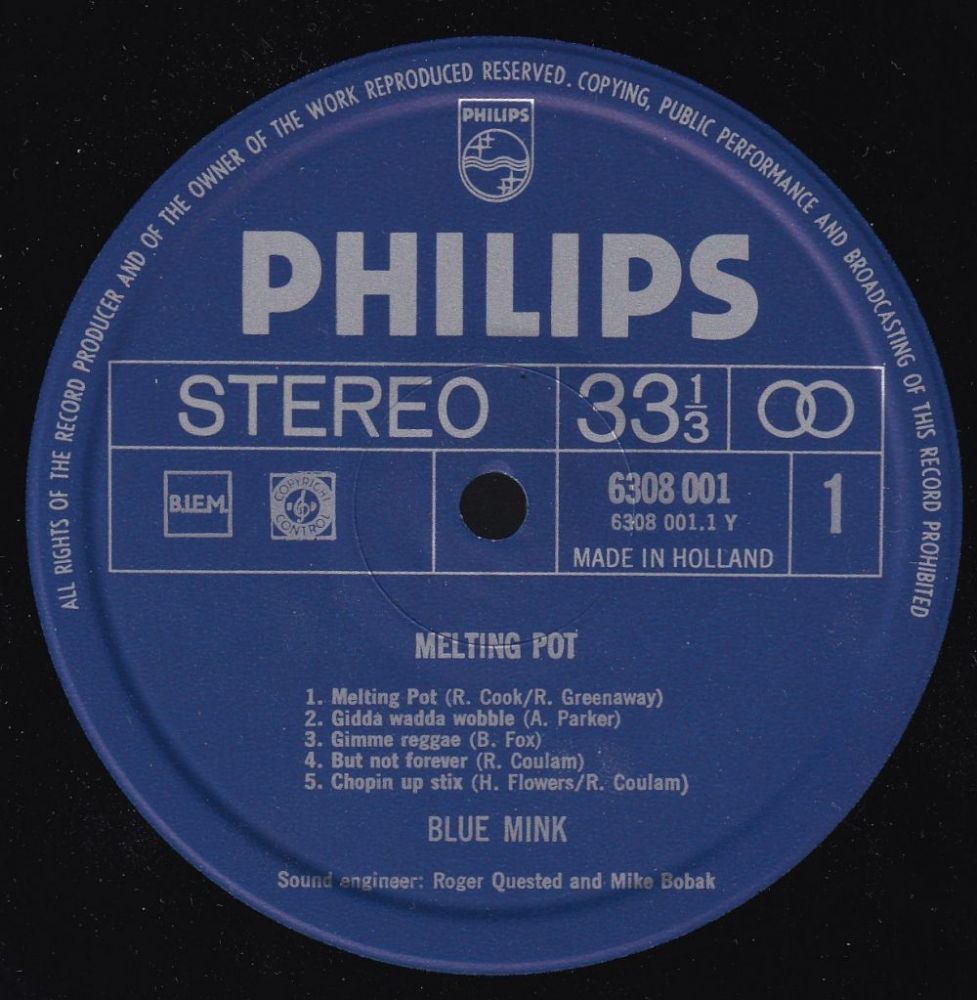 ALL RIGHTS OF THE RECORD PRODUCER AND OF THE OWNER OF THE WORK REPRODUCED RESERVED. COPYING, PUBLIC PERFORMANCE AND BROADCASTING OF THIS RECORD PROHIBITED
PHILIPS
PHILIPS
STEREO 33 1/3
B.I.E.M. COPYRIGHT CONTROL 6308 001 1
6308 001.1 Y
MADE IN HOLLAND
MELTING POT
1. Melting Pot (R. Cook/R. Greenaway)
2. Gidda wadda wobble (A. Parker)
3. Gimme reggae (B. Fox)
4. But not forever (R. Coulam)
5. Chopin up stix (H. Flowers/R. Coulam)
BLUE MINK
Sound engineer: Roger Quested and Mike Bobak